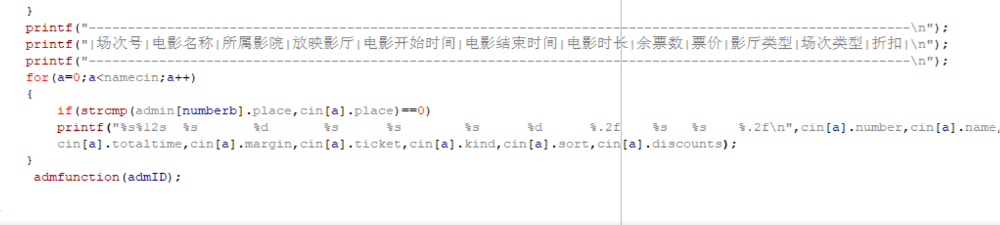 }
printf("---------------------------------------------------------------------------------------------------------\n");
printf("|场次号|电影名称|所属影院|放映影厅|电影开始时间|电影结束时间|电影时长|余票数|票价|影厅类型|场次类型|折扣|\n");
printf("---------------------------------------------------------------------------------------------------------\n");
for(a=0;a<namecin;a++)
{
if(strcmp(admin[numberb].place,cin[a].place)==0)
printf("%s%12s  %s       %d       %s      %s        %s      %d      %.2f    %s   %s    %.2f\n",cin[a].number,cin[a].name,
cin[a].totaltime,cin[a].margin,cin[a].ticket,cin[a].kind,cin[a].sort,cin[a].discounts);
}
admfunction(admID);